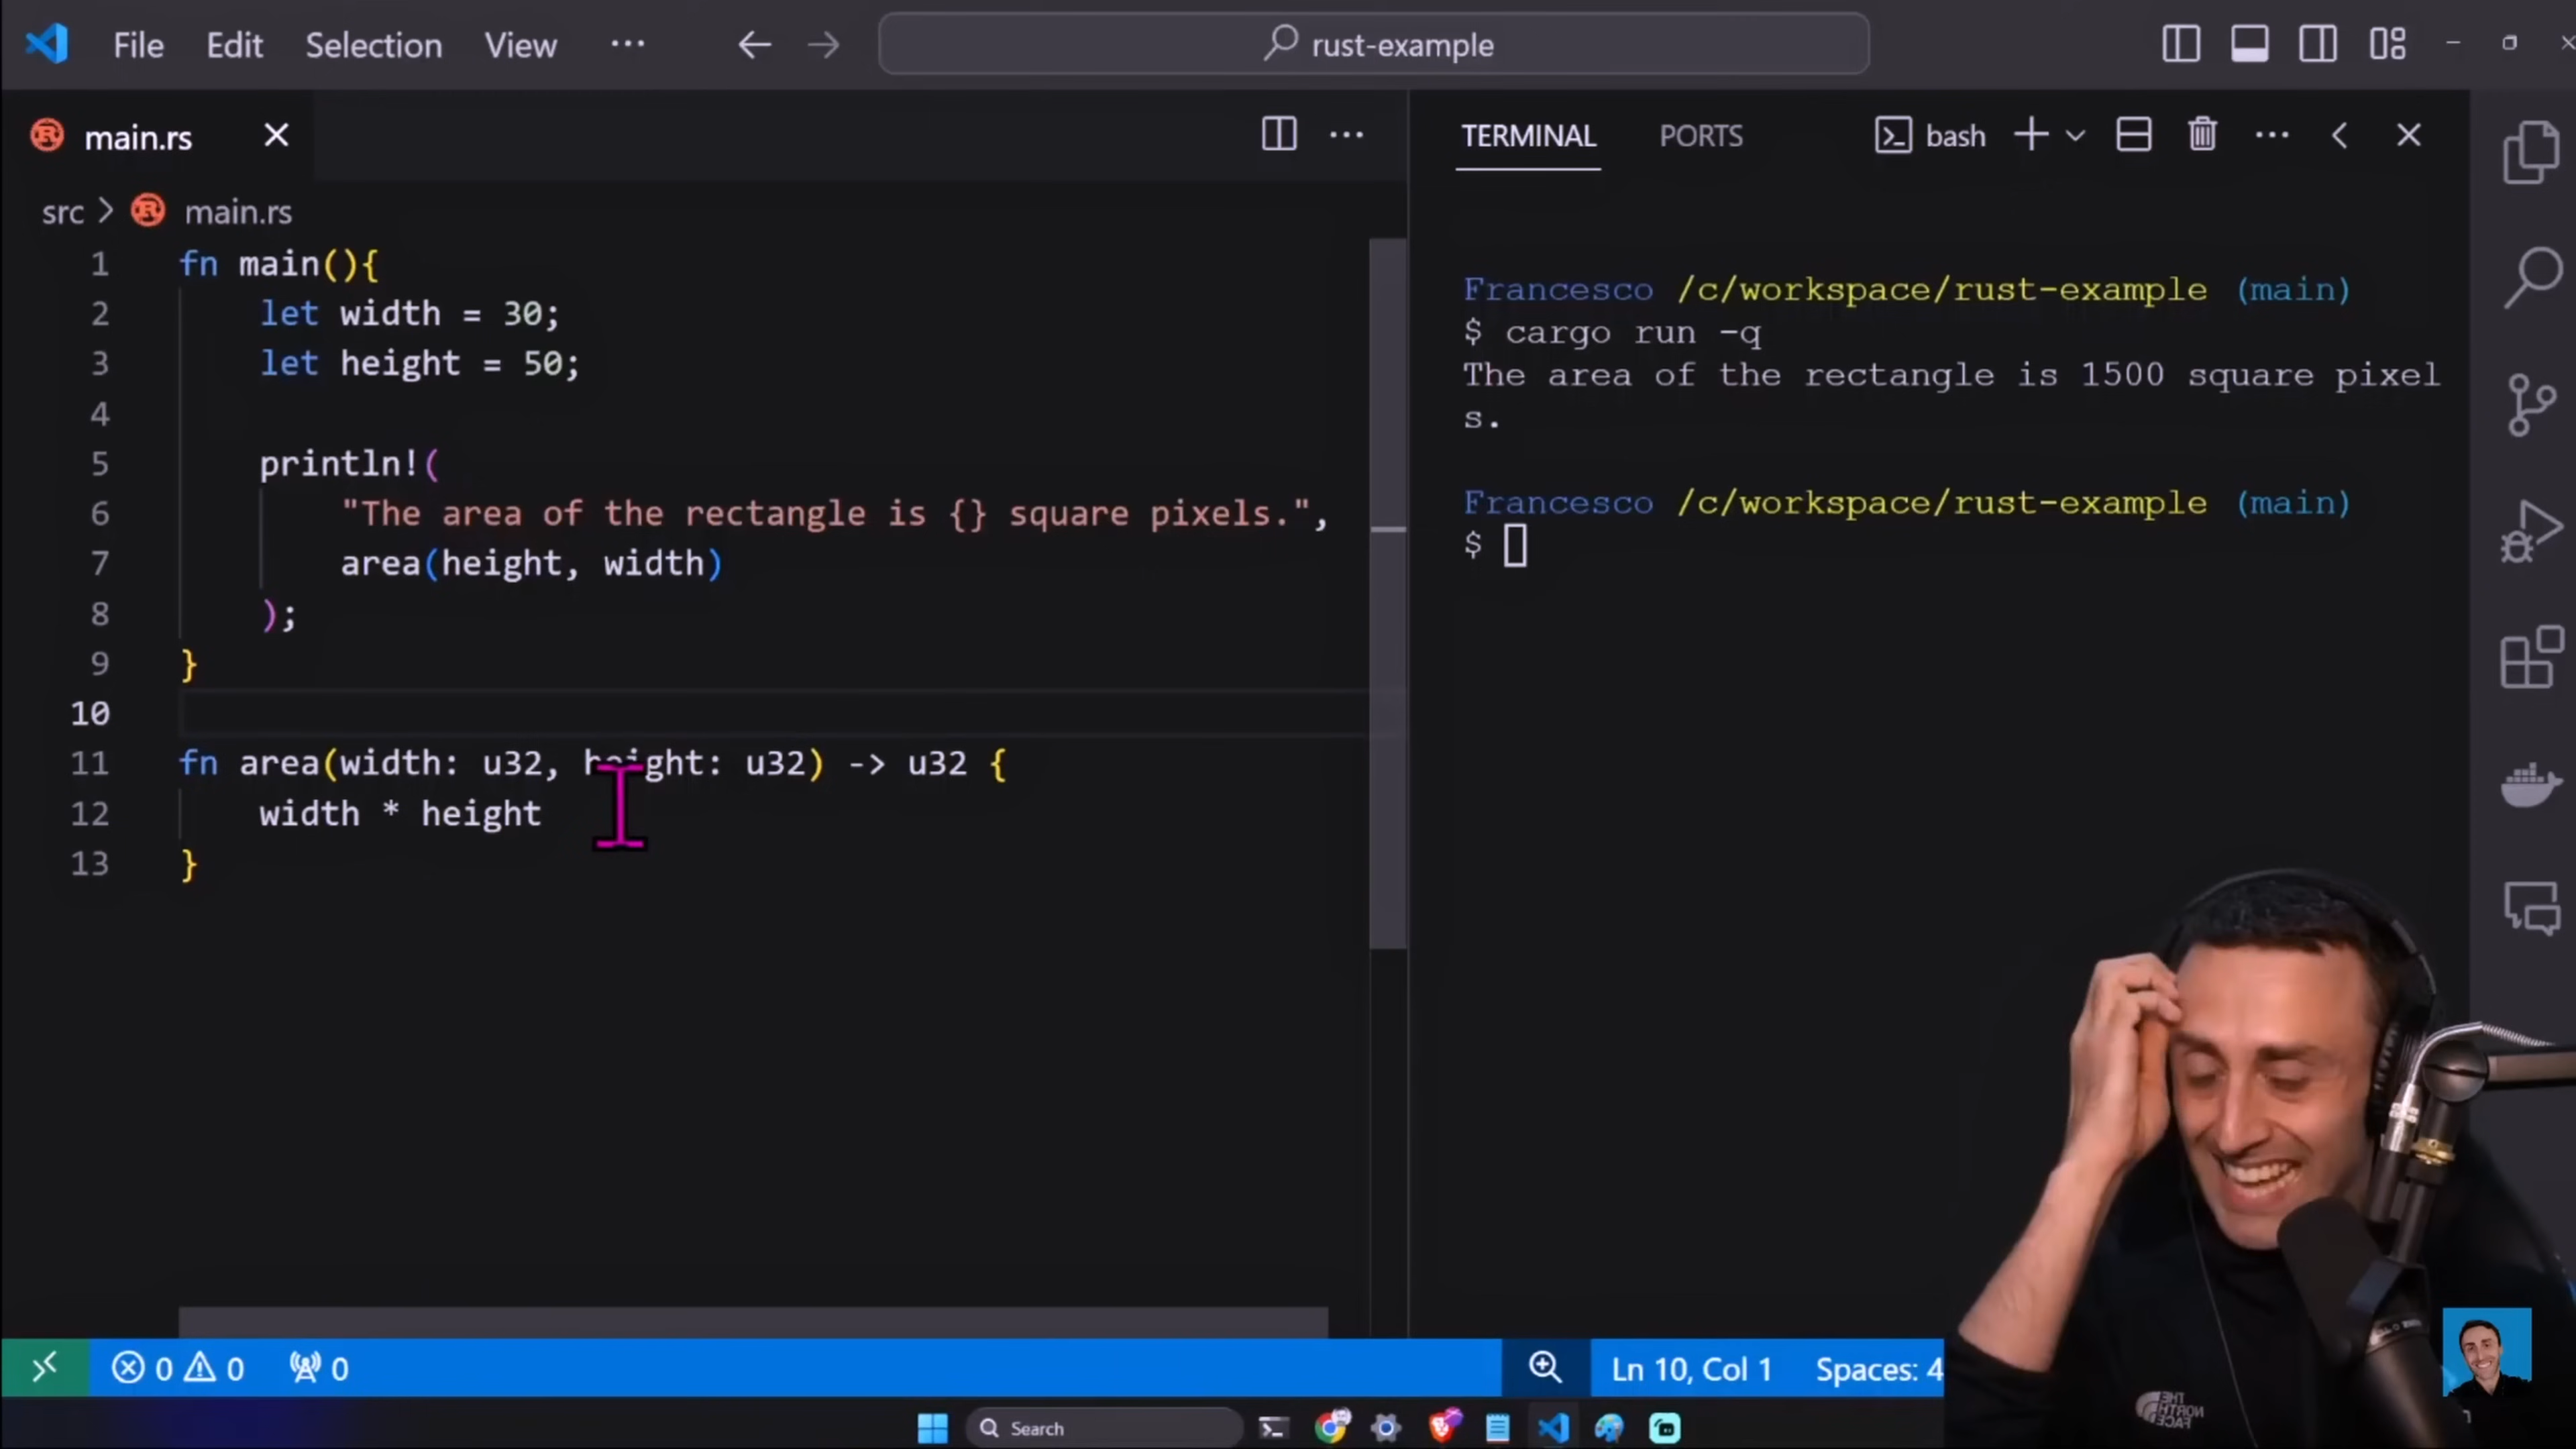 File Edit Selection View ··· rust-example
main.rs
TERMINAL PORTS bash
src > main.rs
1 fn main(){
2 let width = 30;
3 let height = 50;
4
5 println!(
6 "The area of the rectangle is {} square pixels.",
7 area(height, width)
8 );
9 }
10
11 fn area(width: u32, height: u32) -> u32 {
12 width * height
13 }
Francesco /c/workspace/rust-example (main)
$ cargo run -q
The area of the rectangle is 1500 square pixel
s.
Francesco /c/workspace/rust-example (main)
$
0 0 0 Ln 10, Col 1 Spaces: 4
Search
THE NORTH FACE